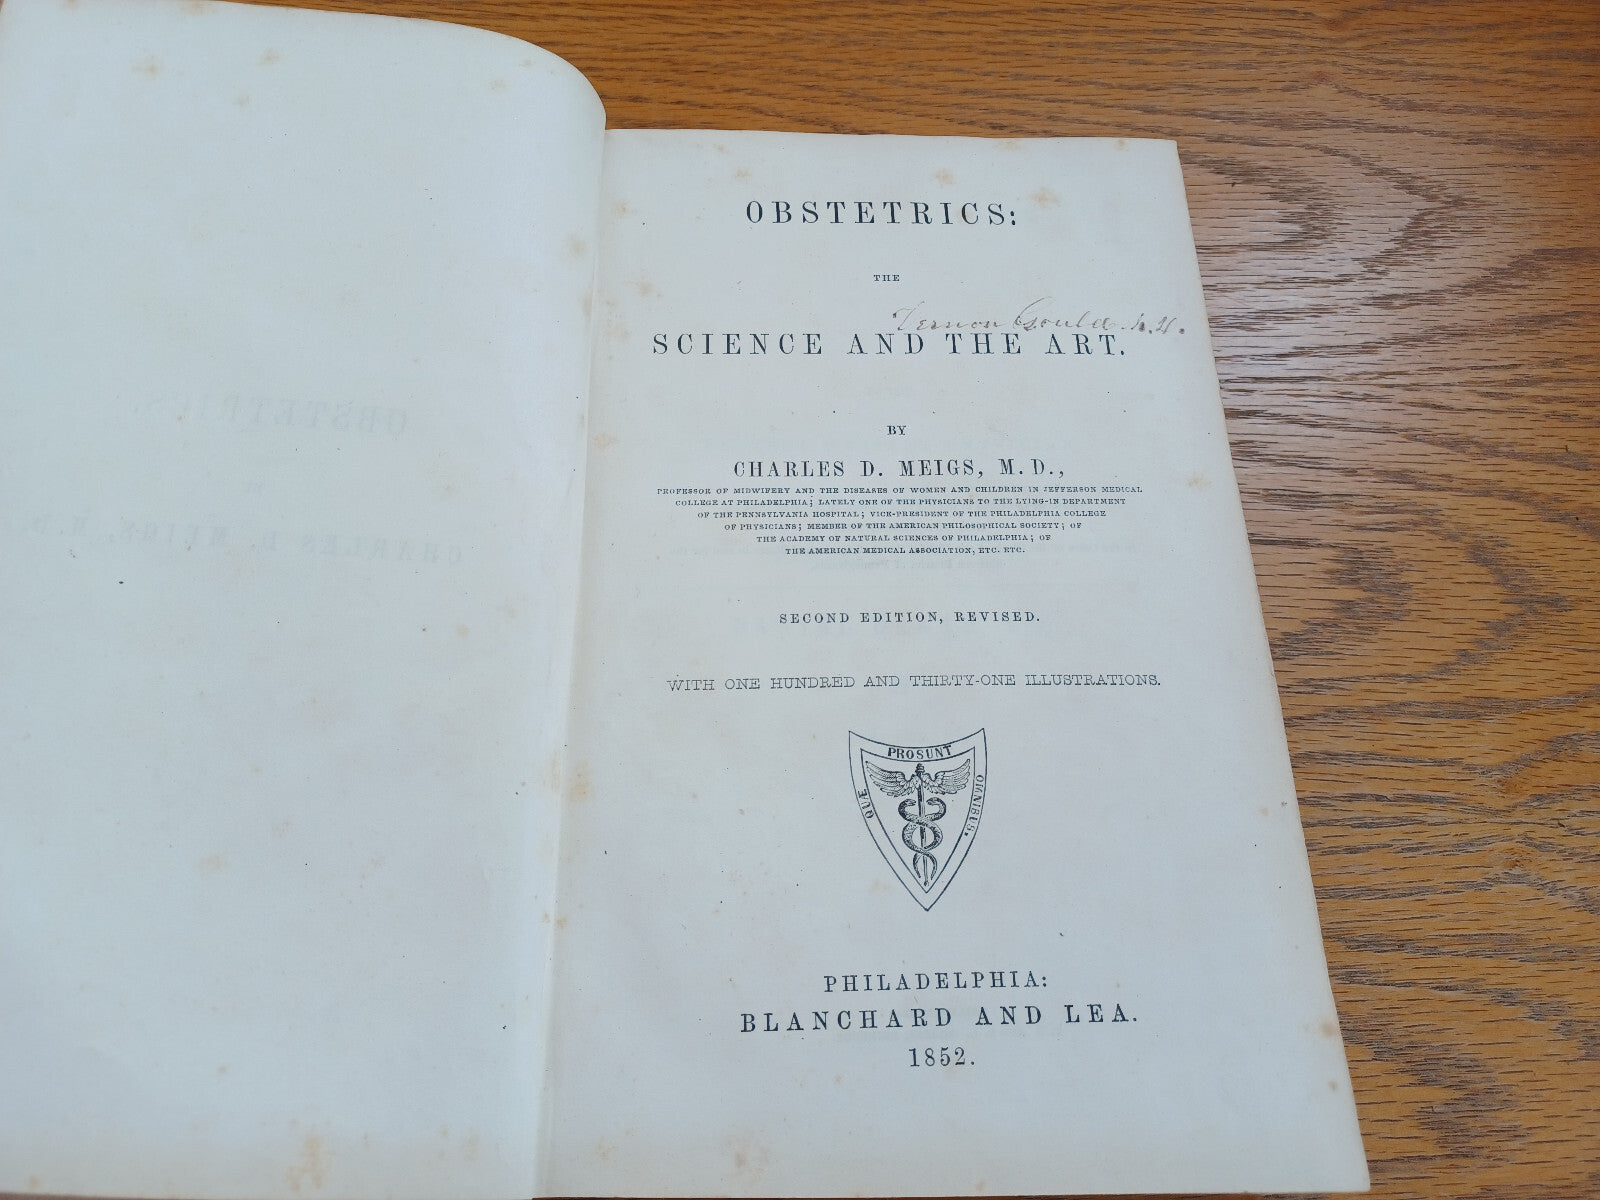 OBSTETRICS:
THE
Vernon Gould
SCIENCE AND THE ART.
BY
CHARLES D. MEIGS, M.D.,
PROFESSOR OF MIDWIFERY AND THE DISEASES OF WOMEN AND CHILDREN IN JEFFERSON MEDICAL
COLLEGE AT PHILADELPHIA; LATELY ONE OF THE PHYSICIANS TO THE LYING-IN DEPARTMENT
OF THE PENNSYLVANIA HOSPITAL; VICE-PRESIDENT OF THE PHILADELPHIA COLLEGE
OF PHYSICIANS; MEMBER OF THE AMERICAN PHILOSOPHICAL SOCIETY; OF
THE ACADEMY OF NATURAL SCIENCES OF PHILADELPHIA; OF
THE AMERICAN MEDICAL ASSOCIATION, ETC. ETC.
SECOND EDITION, REVISED.
WITH ONE HUNDRED AND THIRTY-ONE ILLUSTRATIONS.
QUÆ PROSUNT OMNIBUS.
PHILADELPHIA:
BLANCHARD AND LEA.
1852.